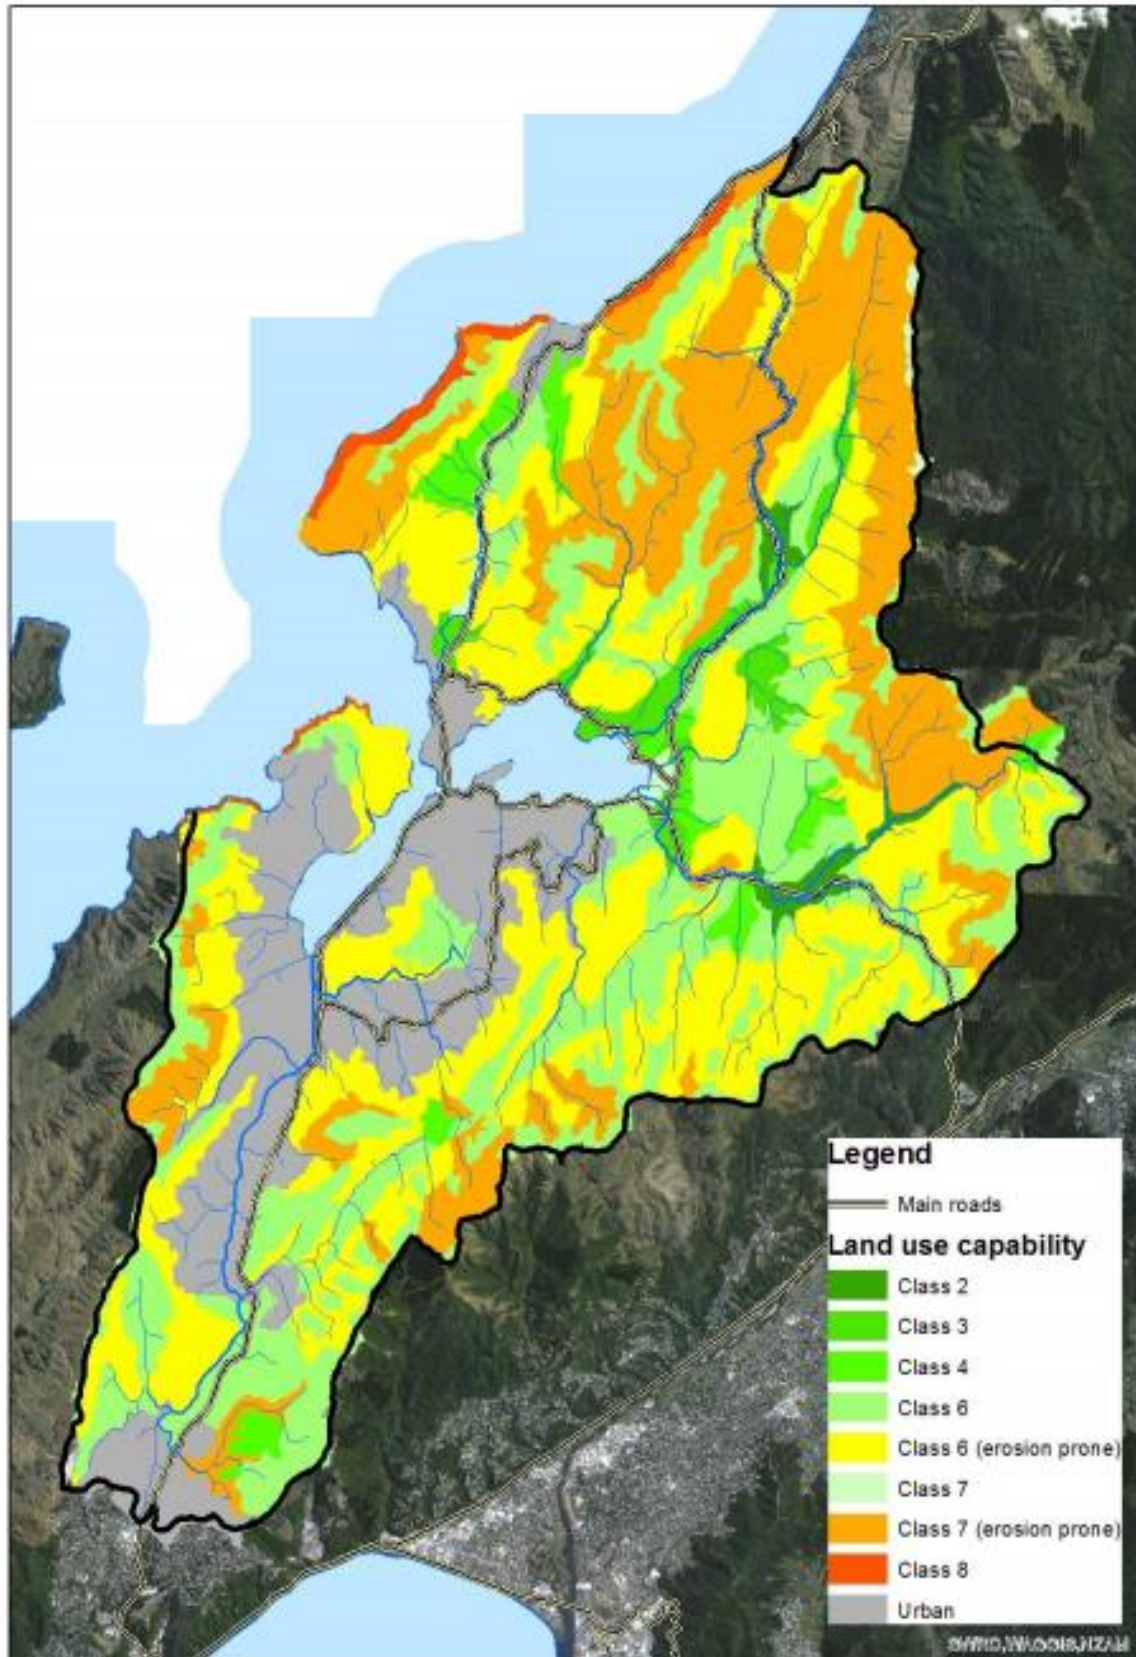 Legend
Main roads
Land use capability
Class 2
Class 3
Class 4
Class 6
Class 6 (erosion prone)
Class 7
Class 7 (erosion prone)
Class 8
Urban